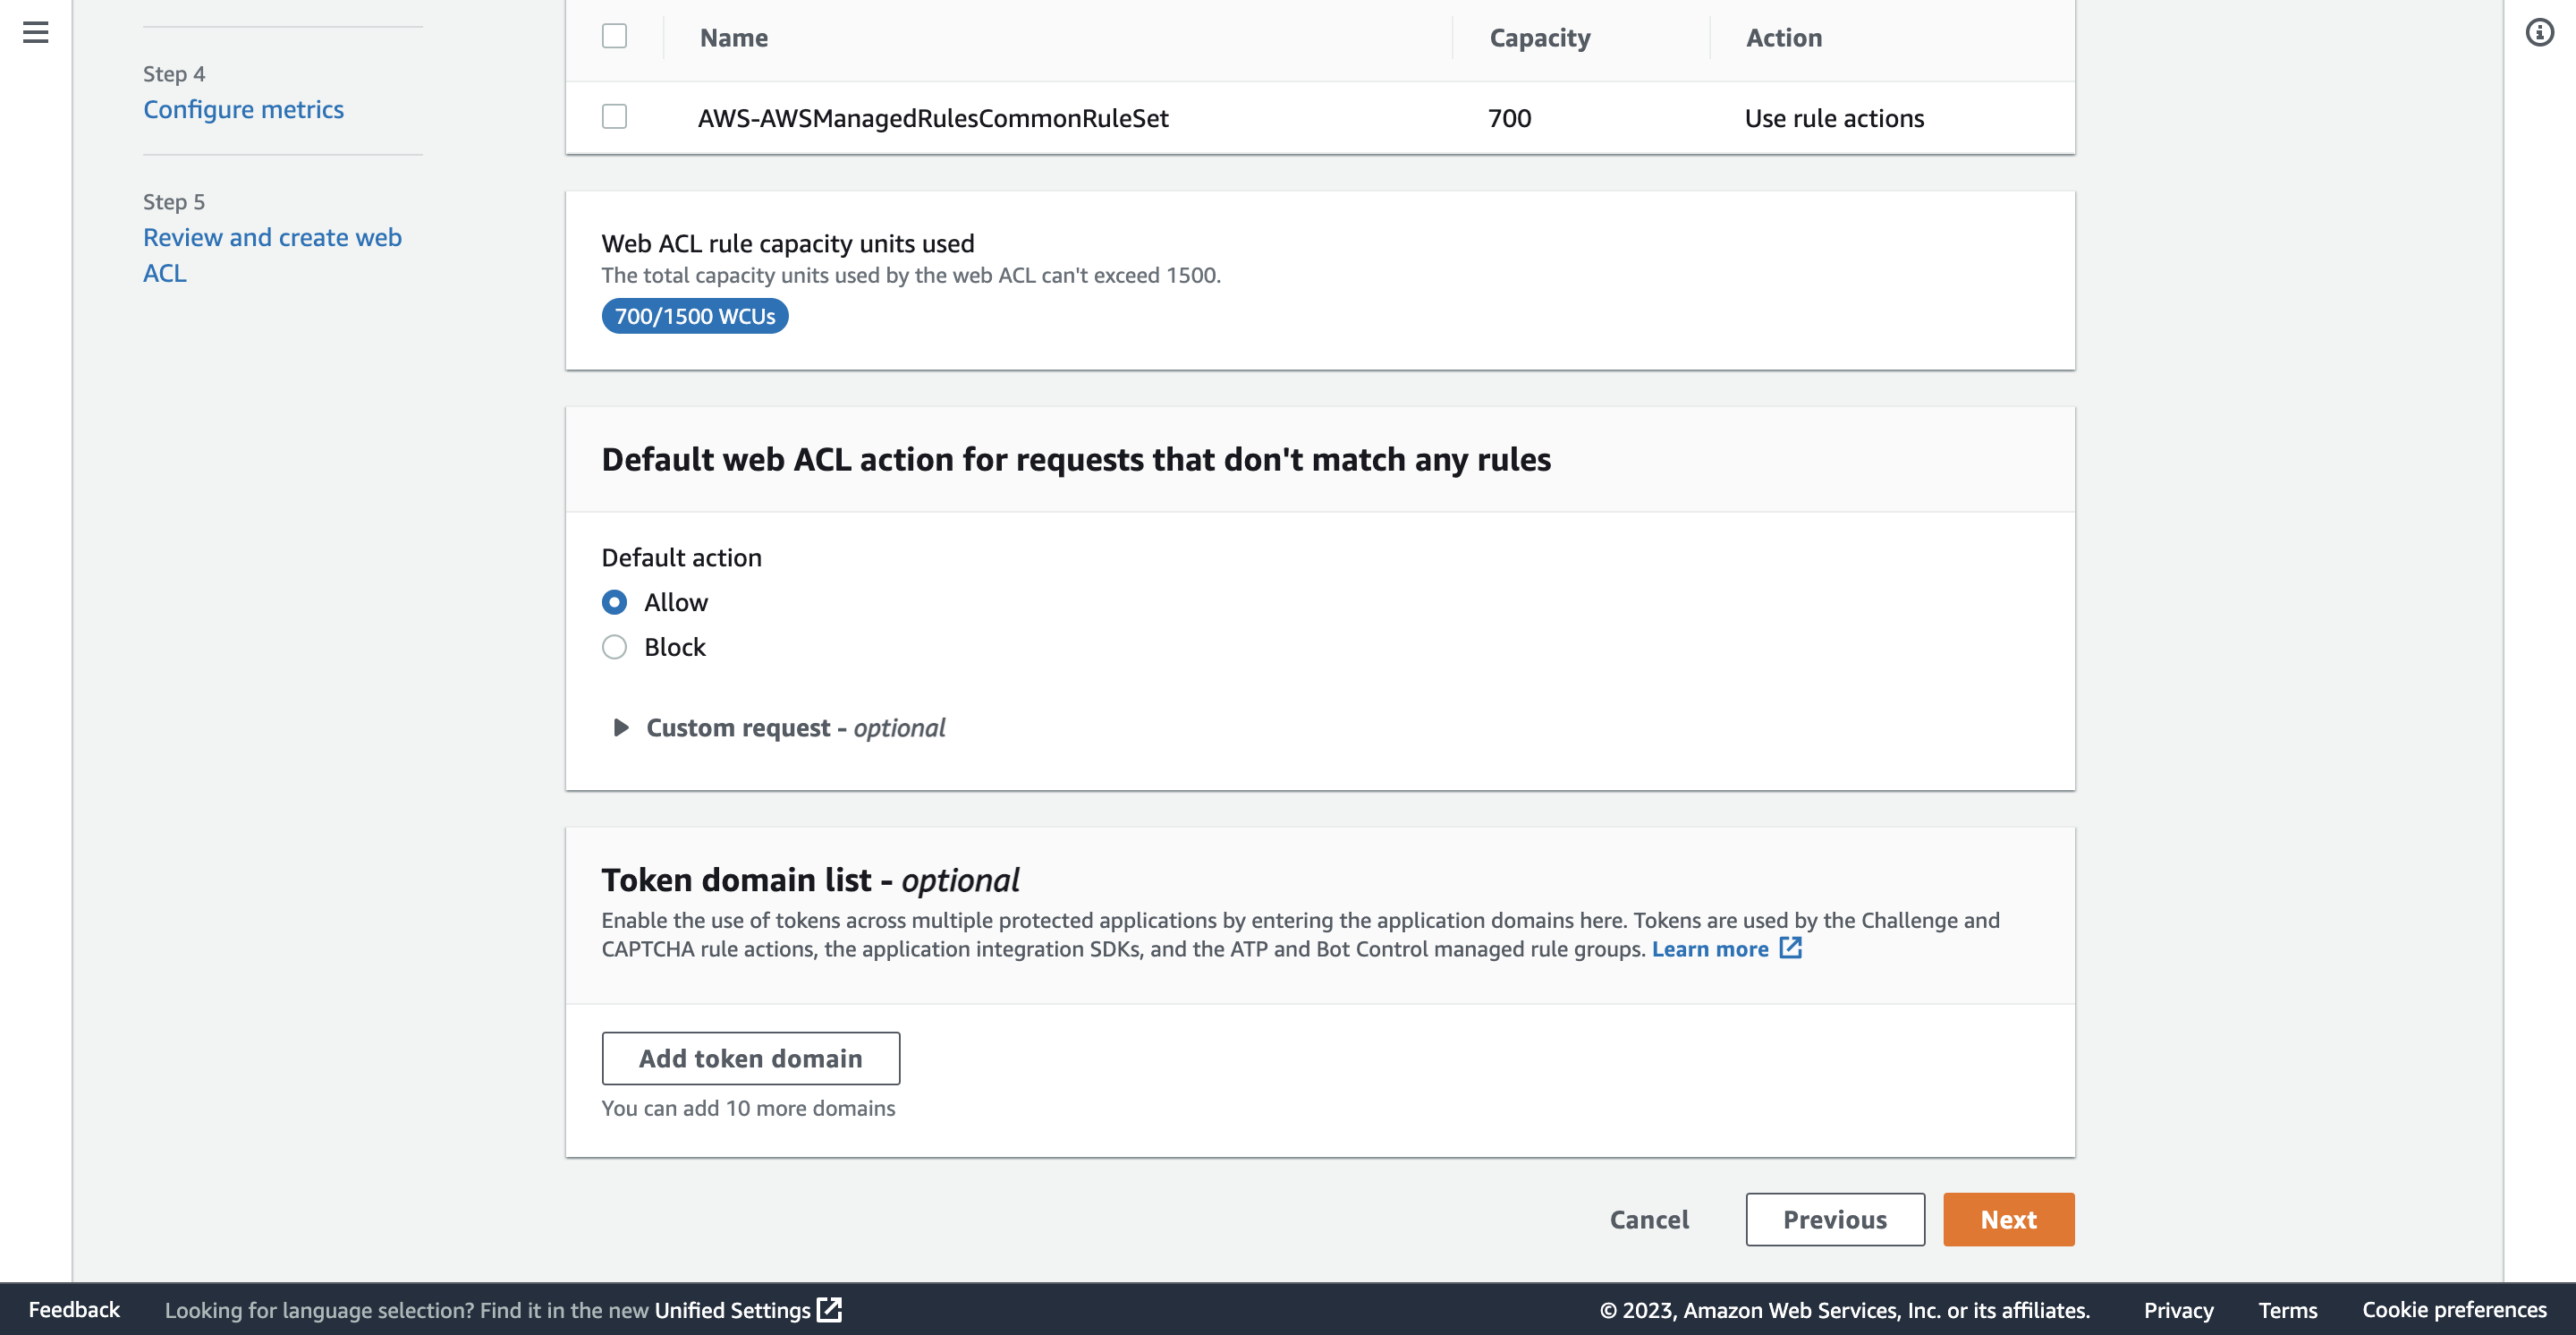 Step 4
Configure metrics
Step 5
Review and create web
ACL
Name Capacity Action
AWS-AWSManagedRulesCommonRuleSet 700 Use rule actions
Web ACL rule capacity units used
The total capacity units used by the web ACL can't exceed 1500.
700/1500 WCUs
Default web ACL action for requests that don't match any rules
Default action
Allow
Block
Custom request - optional
Token domain list - optional
Enable the use of tokens across multiple protected applications by entering the application domains here. Tokens are used by the Challenge and
CAPTCHA rule actions, the application integration SDKs, and the ATP and Bot Control managed rule groups. Learn more
Add token domain
You can add 10 more domains
Cancel Previous Next
Feedback Looking for language selection? Find it in the new Unified Settings © 2023, Amazon Web Services, Inc. or its affiliates. Privacy Terms Cookie preferences